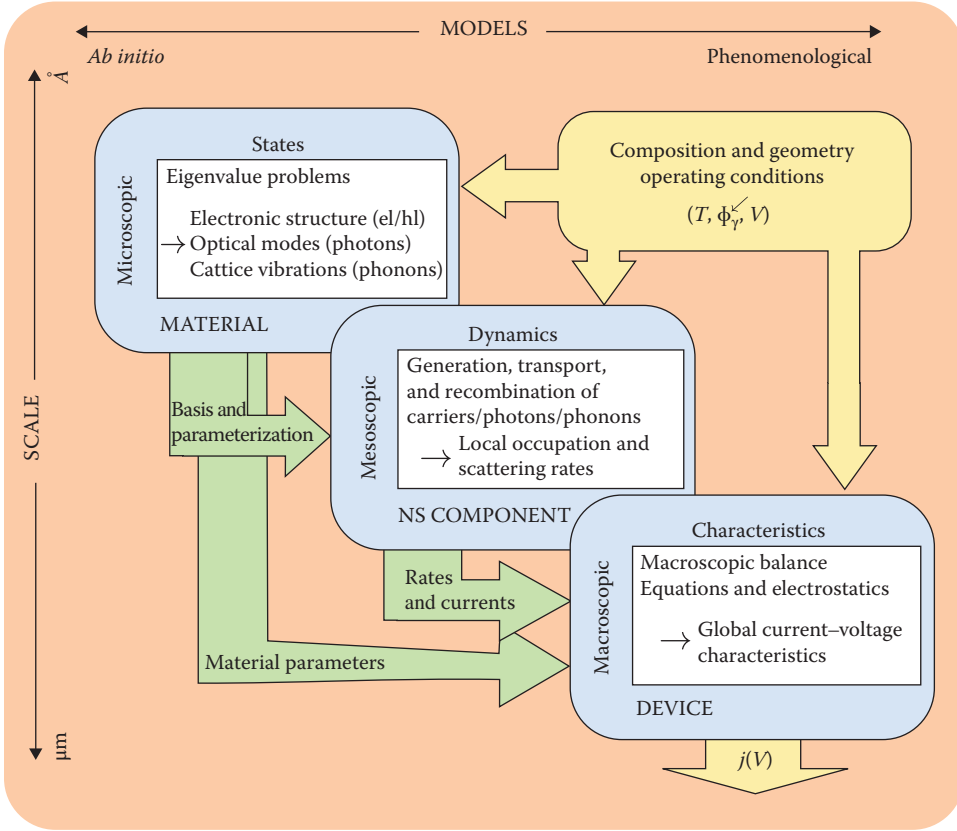 MODELS
Ab initio
Phenomenological
Å
SCALE
μm
States
Microscopic
Eigenvalue problems
Electronic structure (el/hl)
→ Optical modes (photons)
Cattice vibrations (phonons)
MATERIAL
Composition and geometry
operating conditions
(T, ϕγ, V)
Dynamics
Mesoscopic
Generation, transport,
and recombination of
carriers/photons/phonons
→ Local occupation and
scattering rates
NS COMPONENT
Basis and
parameterization
Characteristics
Macroscopic
Macroscopic balance
Equations and electrostatics
→ Global current–voltage
characteristics
DEVICE
Rates
and currents
Material parameters
j(V)